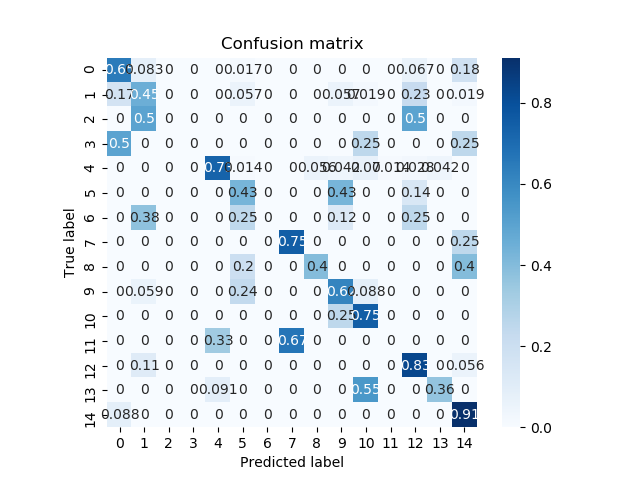 Confusion matrix
0 0.083 0 0 0 0.017 0 0 0 0 0 0 0.067 0 0.18
1 0.17 0.45 0 0 0 0.057 0 0 0 0.057 0.019 0 0.23 0 0.019
2 0 0.5 0 0 0 0 0 0 0 0 0 0 0.5 0 0
3 0.5 0 0 0 0 0 0 0 0 0 0.25 0 0 0 0.25
4 0 0 0 0 0.014 0 0 0.056 0.042 0.07 0.014 0.028 0.042 0
5 0 0 0 0 0 0.43 0 0 0 0.43 0 0 0.14 0 0
6 0 0.38 0 0 0 0.25 0 0 0 0.12 0 0 0.25 0 0
7 0 0 0 0 0 0 0 0.75 0 0 0 0 0 0 0.25
8 0 0 0 0 0 0.2 0 0 0.4 0 0 0 0 0 0.4
9 0 0.059 0 0 0 0.24 0 0 0 0.088 0 0 0 0
10 0 0 0 0 0 0 0 0 0 0.25 0.75 0 0 0 0
11 0 0 0 0 0.33 0 0 0.67 0 0 0 0 0 0 0
12 0 0.11 0 0 0 0 0 0 0 0 0 0 0.83 0 0.056
13 0 0 0 0 0.091 0 0 0 0 0 0.55 0 0 0.36 0
14 0.088 0 0 0 0 0 0 0 0 0 0 0 0 0 0.91
0 1 2 3 4 5 6 7 8 9 10 11 12 13 14
Predicted label
True label
0.8
0.6
0.4
0.2
0.0